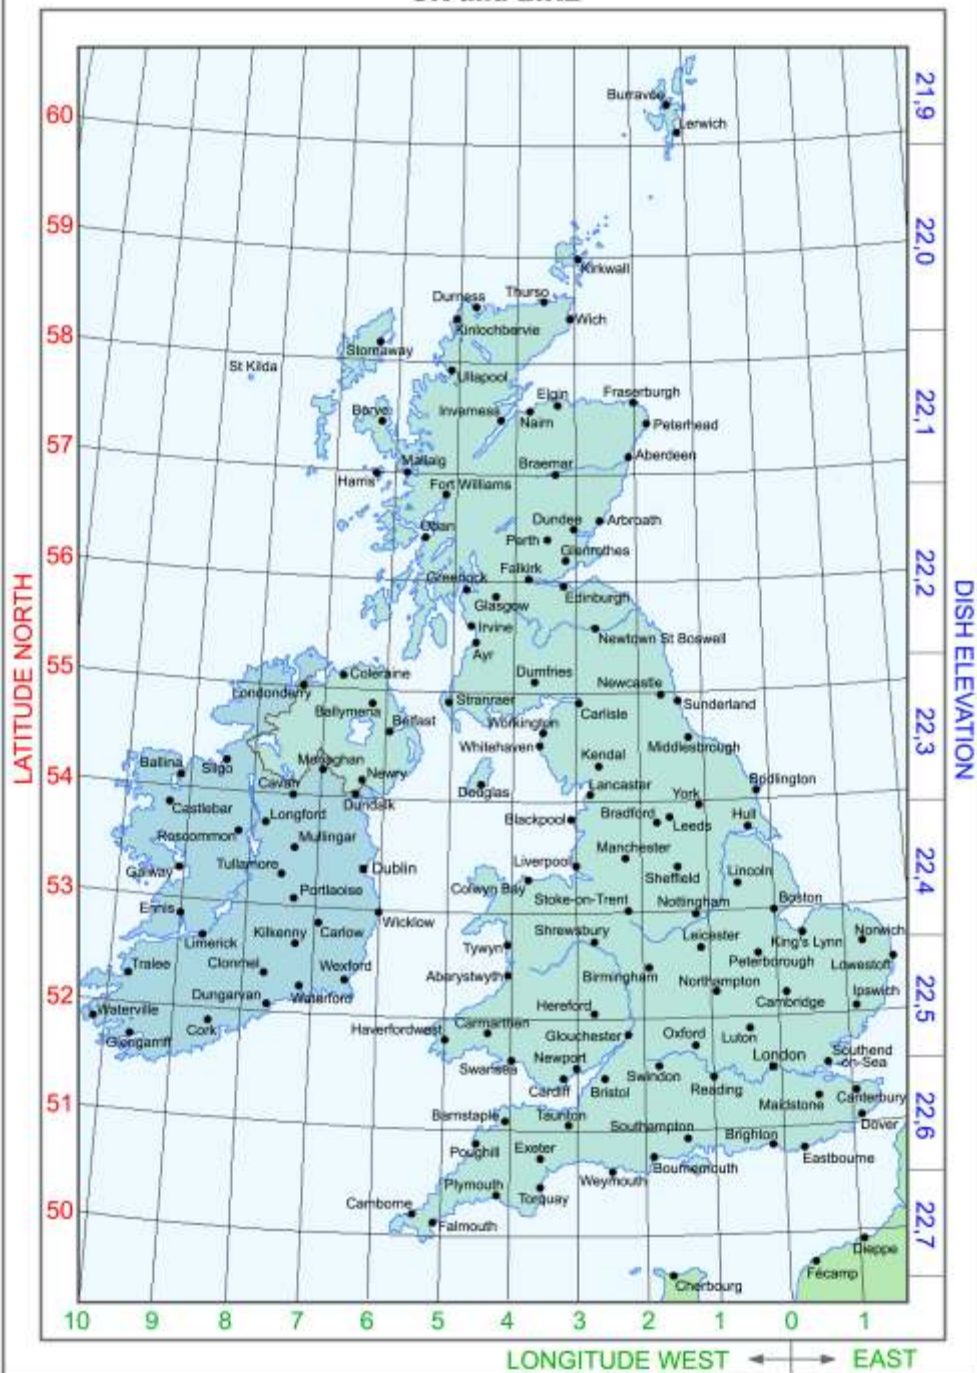 60
59
58
57
56
55
54
53
52
51
50
LATITUDE NORTH
21,9
22,0
22,1
22,2
22,3
22,4
22,5
22,6
22,7
DISH ELEVATION
Burravoe
Lerwich
Kirkwall
Durness
Thurso
Wich
Kinlochbervie
Stornaway
St Kilda
Ullapool
Elgin
Fraserburgh
Borve
Inverness
Nairn
Peterhead
Mallaig
Braemar
Aberdeen
Harris
Fort Williams
Oban
Dundee
Arbroath
Perth
Glenrothes
Falkirk
Greenock
Edinburgh
Glasgow
Irvine
Newtown St Boswell
Ayr
Coleraine
Dumfries
Newcastle
Londonderry
Stranraer
Sunderland
Ballymena
Belfast
Workington
Carlisle
Whitehaven
Middlesbrough
Ballina
Sligo
Monaghan
Kendal
Newry
Cavan
Douglas
Lancaster
Bridlington
Castlebar
Dundalk
York
Longford
Blackpool
Bradford
Leeds
Hull
Roscommon
Mullingar
Manchester
Galway
Tullamore
Dublin
Liverpool
Sheffield
Lincoln
Portlaoise
Colwyn Bay
Stoke-on-Trent
Nottingham
Boston
Ennis
Wicklow
Limerick
Kilkenny
Carlow
Shrewsbury
Leicester
King's Lynn
Norwich
Tywyn
Peterborough
Lowestoft
Tralee
Clonmel
Wexford
Aberystwyth
Birmingham
Northampton
Dungarvan
Waterford
Cambridge
Ipswich
Waterville
Hereford
Cork
Glengarriff
Haverfordwest
Carmarthen
Glouchester
Oxford
Luton
Swansea
Newport
London
Southend
-on-Sea
Cardiff
Bristol
Swindon
Reading
Maidstone
Canterbury
Barnstaple
Taunton
Southampton
Brighton
Dover
Poughill
Exeter
Bournemouth
Eastbourne
Plymouth
Torquay
Weymouth
Camborne
Falmouth
Dieppe
Fécamp
Cherbourg
10 9 8 7 6 5 4 3 2 1 0 1
LONGITUDE WEST EAST